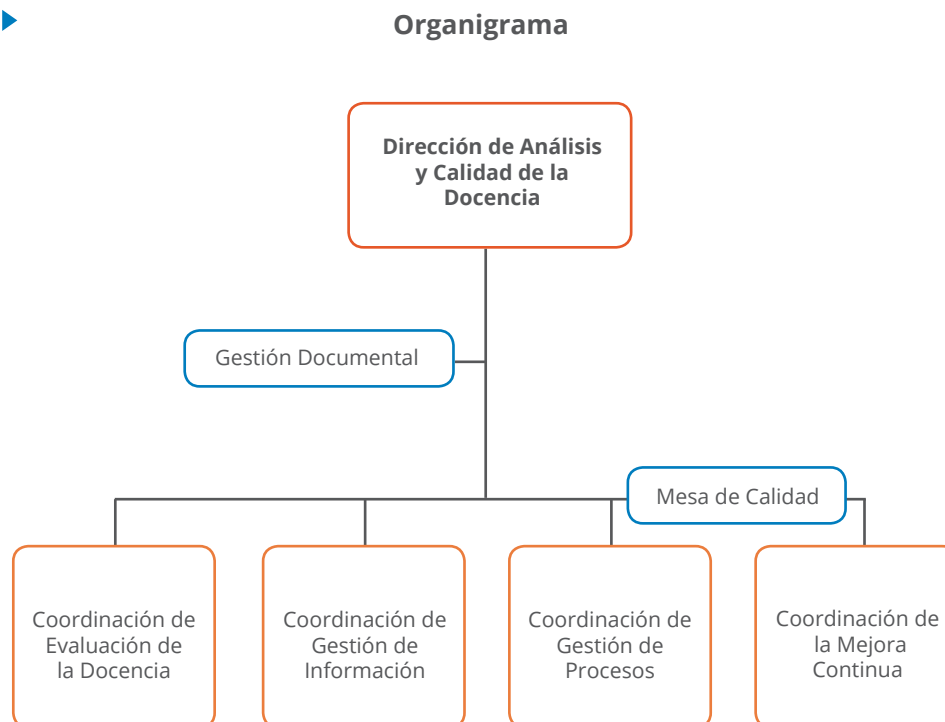 Organigrama
Dirección de Análisis
y Calidad de la
Docencia
Gestión Documental
Mesa de Calidad
Coordinación de
Evaluación de
la Docencia
Coordinación de
Gestión de
Información
Coordinación de
Gestión de
Procesos
Coordinación de
la Mejora
Continua